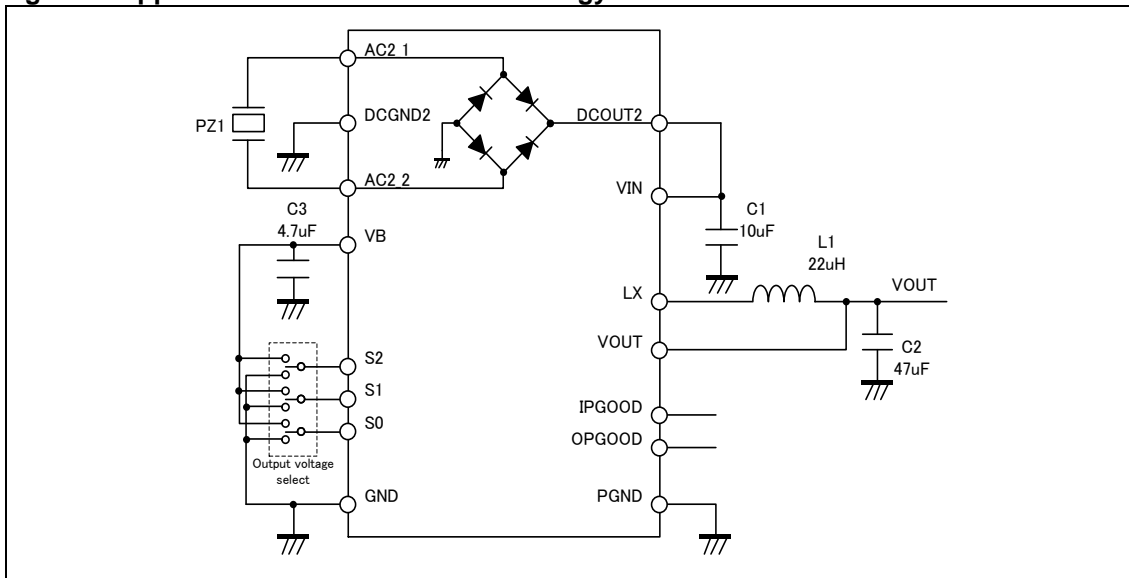 AC2_1
DCGND2
DCOUT2
PZ1
AC2_2
VIN
C3
4.7uF
VB
C1
10uF
L1
22uH
LX
VOUT
VOUT
C2
47uF
S2
S1
S0
IPGOOD
OPGOOD
Output voltage
select
GND
PGND